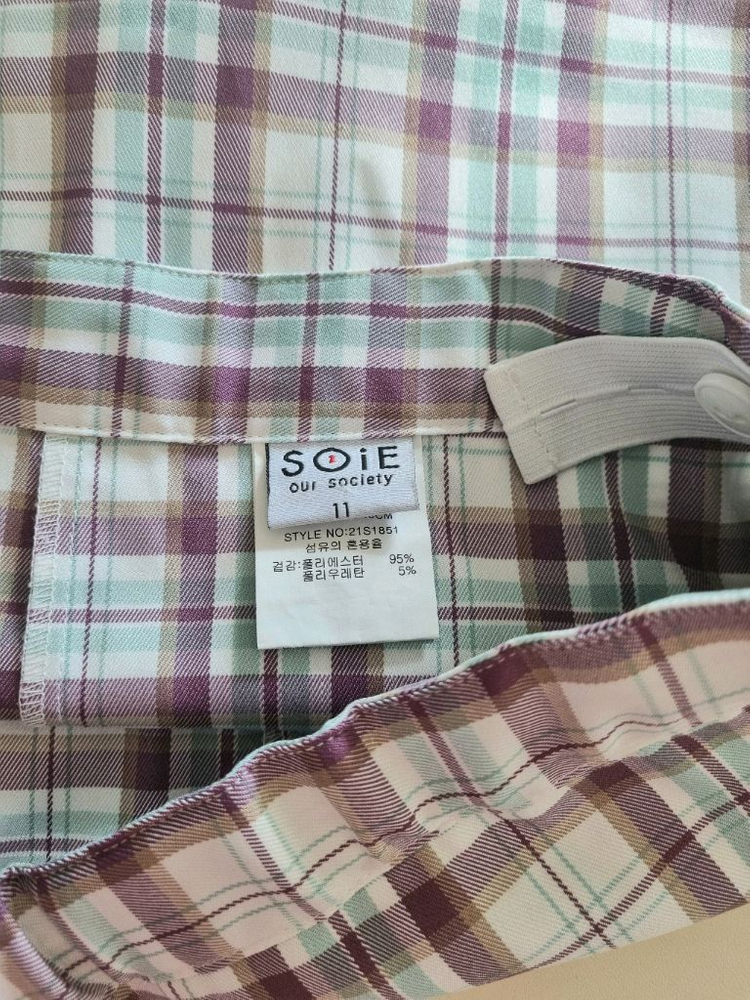 SOiE
our society
11
CM
STYLE NO:21S1851
섬유의 혼용율
겉감:폴리에스터 95%
폴리우레탄 5%